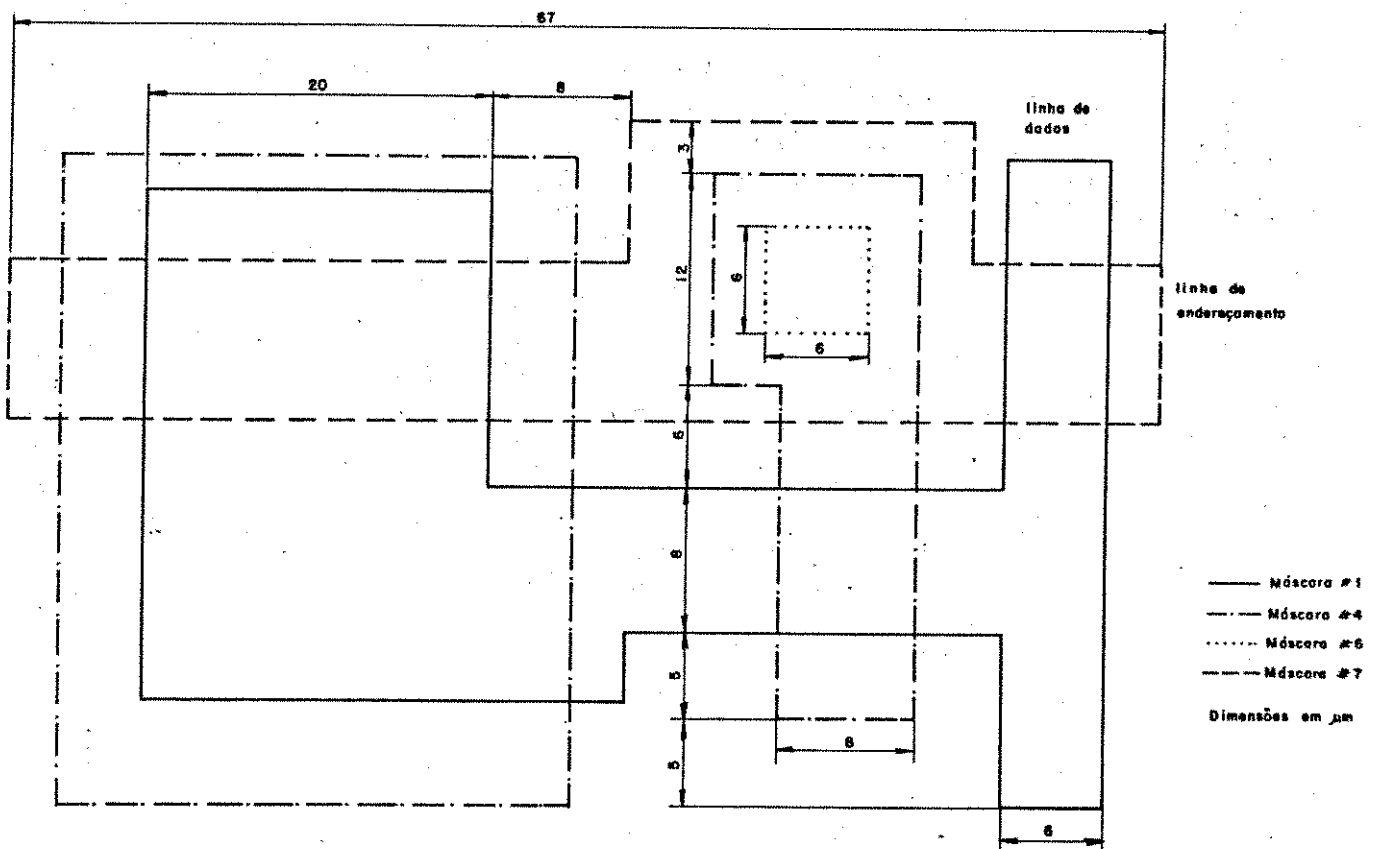 67
20
8
linha de
dados
3
12
6
6
linha de
endereçamento
6
8
Máscara #1
Máscara #4
Máscara #6
Máscara #7
Dimensões em µm
5
8
5
6